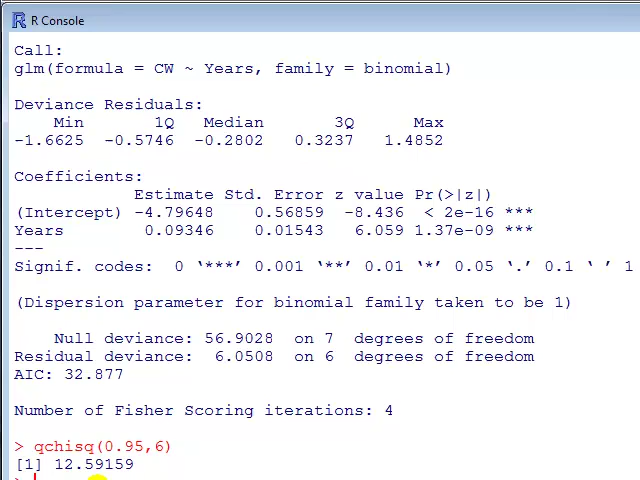 R Console
Call:
glm(formula = CW ~ Years, family = binomial)
Deviance Residuals:
Min 1Q Median 3Q Max
-1.6625 -0.5746 -0.2802 0.3237 1.4852
Coefficients:
Estimate Std. Error z value Pr(>|z|)
(Intercept) -4.79648 0.56859 -8.436 < 2e-16 ***
Years 0.09346 0.01543 6.059 1.37e-09 ***
---
Signif. codes: 0 ‘***’ 0.001 ‘**’ 0.01 ‘*’ 0.05 ‘.’ 0.1 ‘ ’ 1
(Dispersion parameter for binomial family taken to be 1)
Null deviance: 56.9028 on 7 degrees of freedom
Residual deviance: 6.0508 on 6 degrees of freedom
AIC: 32.877
Number of Fisher Scoring iterations: 4
> qchisq(0.95,6)
[1] 12.59159
>